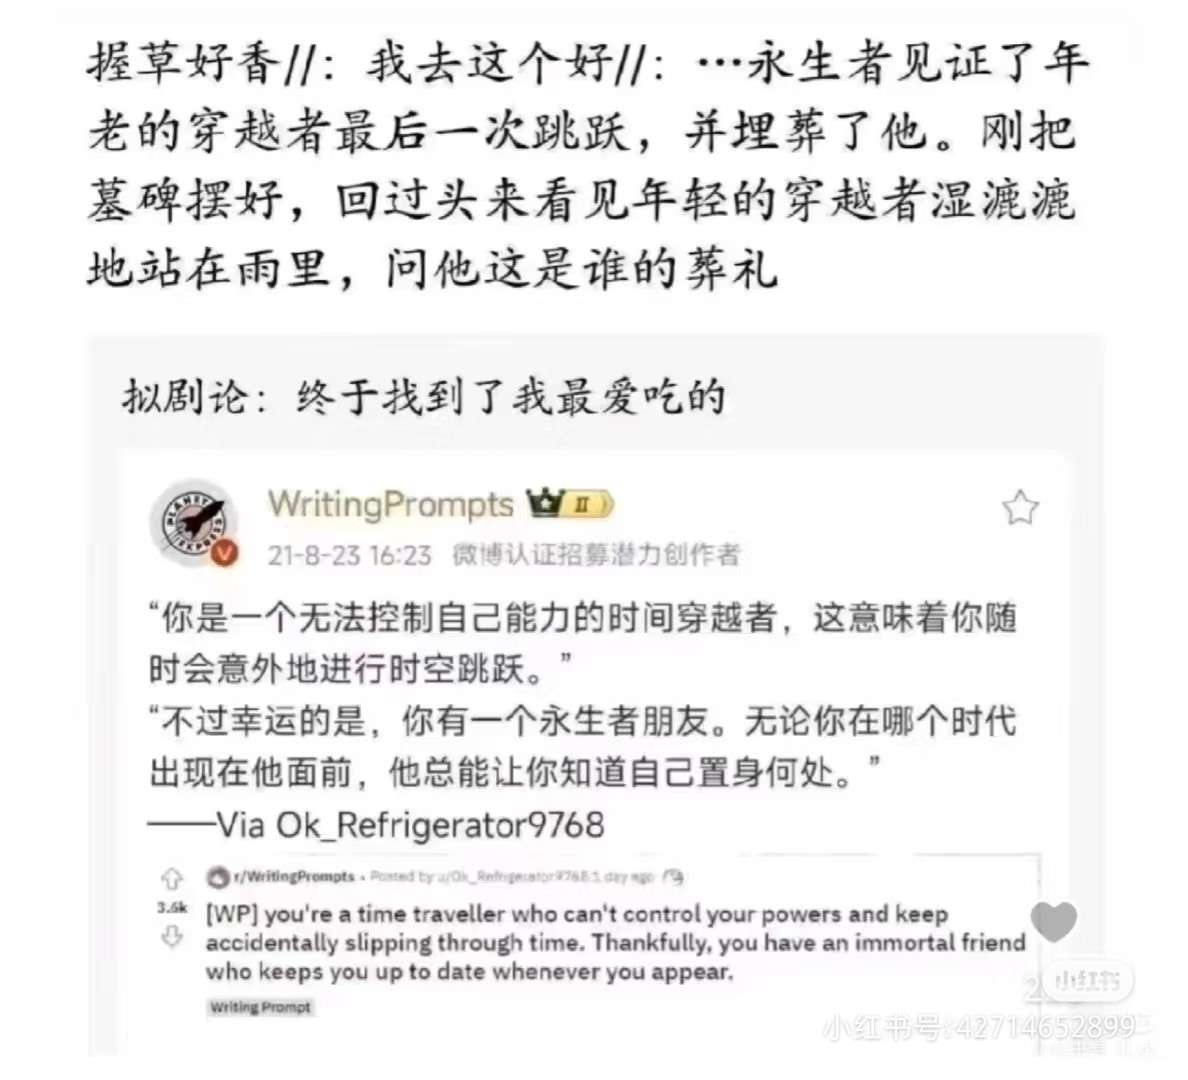 握草好香//：我去这个好//：…永生者见证了年
老的穿越者最后一次跳跃，并埋葬了他。刚把
墓碑摆好，回过头来看见年轻的穿越者湿漉漉
地站在雨里，问他这是谁的葬礼
拟剧论：终于找到了我最爱吃的
PLANET EXPRESS
WritingPrompts II
21-8-23 16:23 微博认证招募潜力创作者
“你是一个无法控制自己能力的时间穿越者，这意味着你随
时会意外地进行时空跳跃。”
“不过幸运的是，你有一个永生者朋友。无论你在哪个时代
出现在他面前，他总能让你知道自己置身何处。”
——Via Ok_Refrigerator9768
r/WritingPrompts • Posted by u/Ok_Refrigerator9768 1 day ago
3.6k
[WP] you're a time traveller who can't control your powers and keep
accidentally slipping through time. Thankfully, you have an immortal friend
who keeps you up to date whenever you appear.
Writing Prompt
小红书
小红书号:42714652899